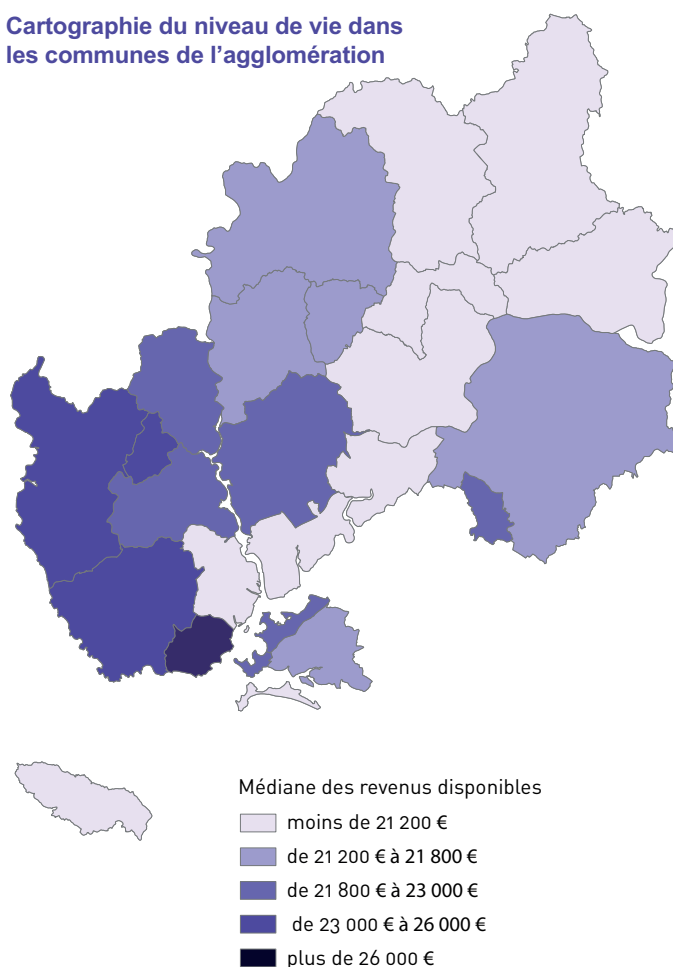 Cartographie du niveau de vie dans
les communes de l'agglomération
Médiane des revenus disponibles
moins de 21 200 €
de 21 200 € à 21 800 €
de 21 800 € à 23 000 €
de 23 000 € à 26 000 €
plus de 26 000 €